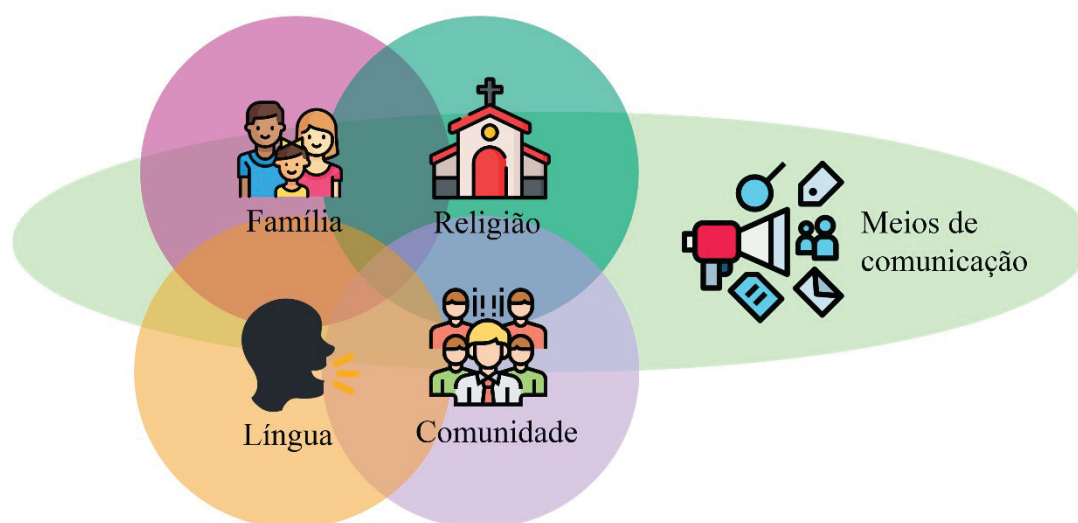 Família
Religião
Meios de
comunicação
Língua
Comunidade